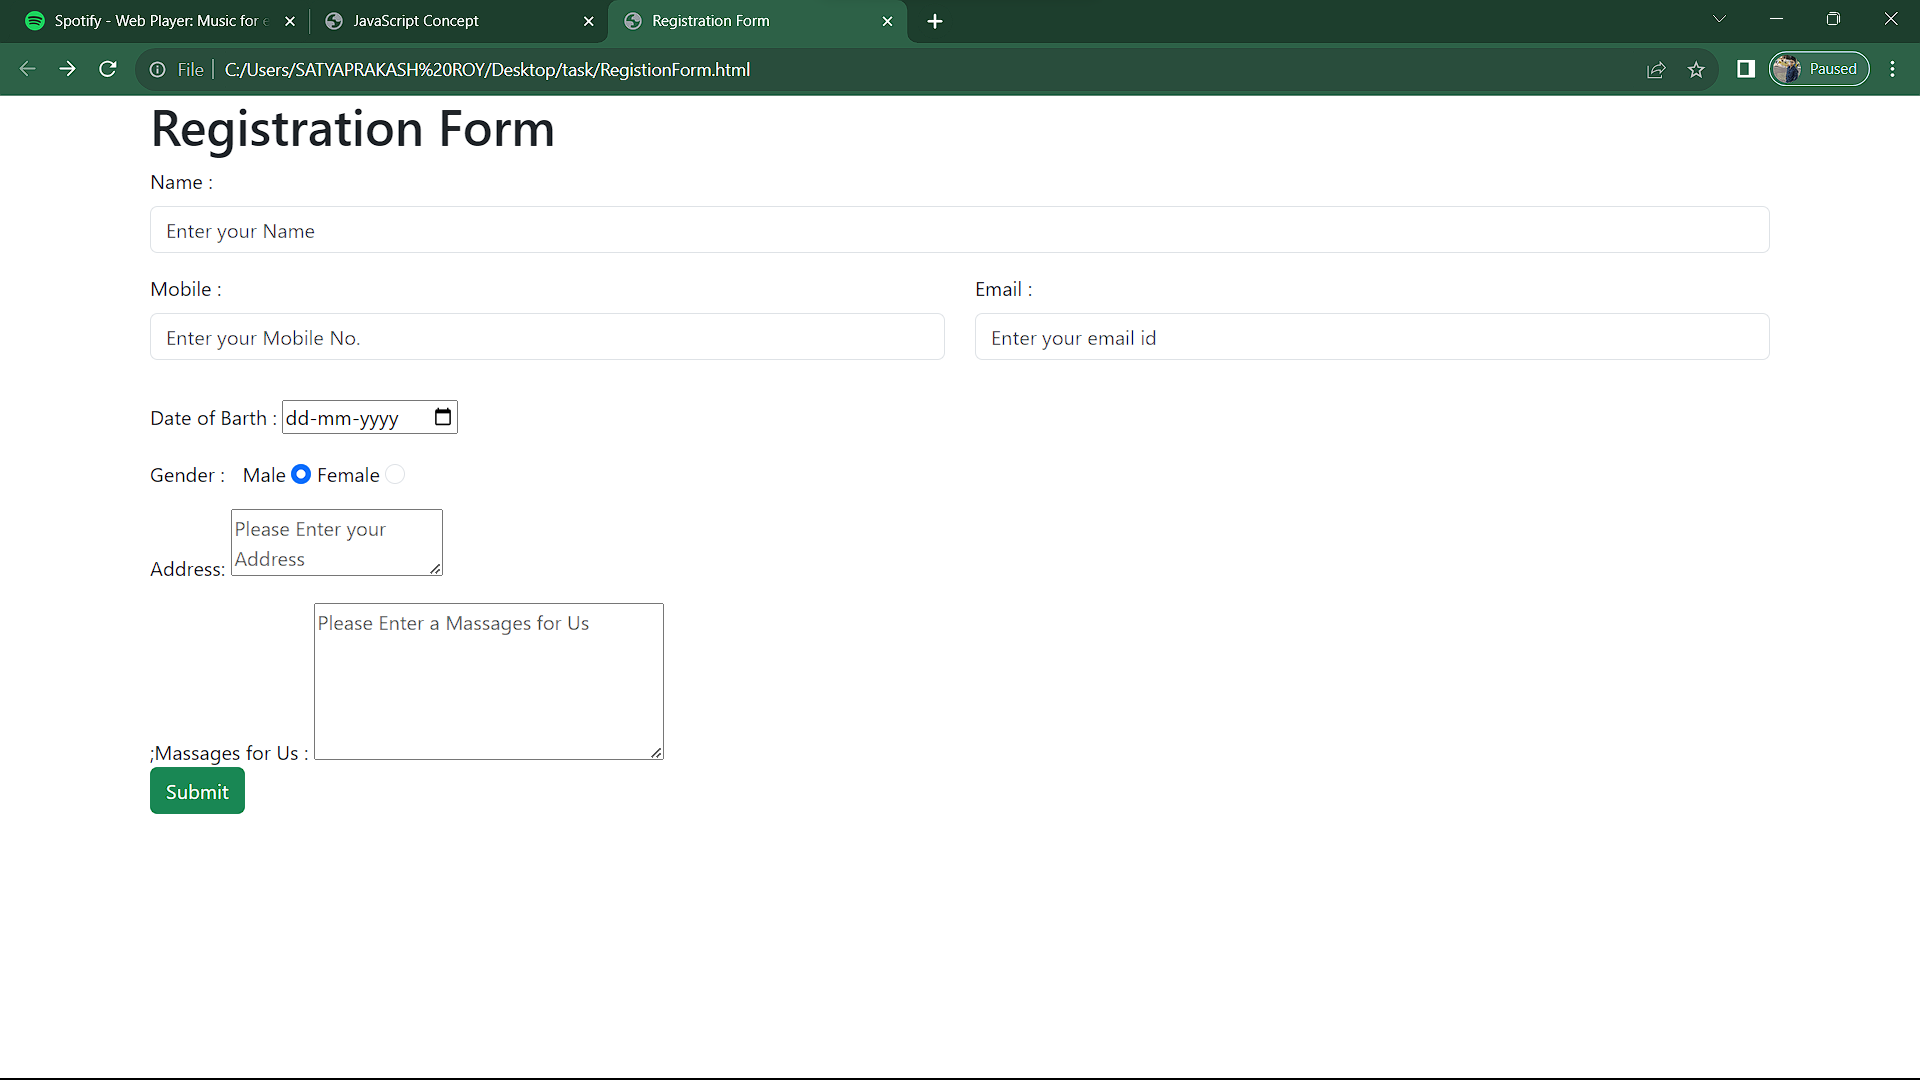 Spotify - Web Player: Music for e
JavaScript Concept
Registration Form
File
C:/Users/SATYAPRAKASH%20ROY/Desktop/task/RegistionForm.html
Paused
Registration Form
Name :
Enter your Name
Mobile :
Email :
Enter your Mobile No.
Enter your email id
Date of Barth : dd-mm-yyyy
Gender : Male Female
Please Enter your
Address
Address:
Please Enter a Massages for Us
;Massages for Us :
Submit